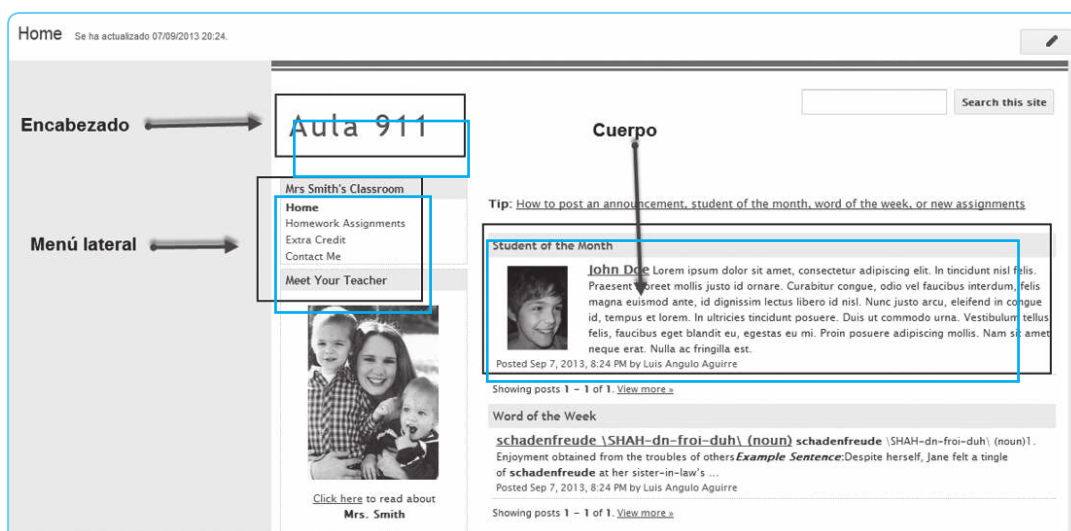 Home Se ha actualizado 07/09/2013 20:24.
Search this site
Encabezado
Aula 911
Cuerpo
Menú lateral
Mrs Smith's Classroom
Home
Homework Assignments
Extra Credit
Contact Me
Meet Your Teacher
Click here to read about
Mrs. Smith
Tip: How to post an announcement, student of the month, word of the week, or new assignments
Student of the Month
John Doe Lorem ipsum dolor sit amet, consectetur adipiscing elit. In tincidunt nisl felis.
Praesent laoreet mollis justo id ornare. Curabitur congue, odio vel faucibus interdum, felis
magna euismod ante, id dignissim lectus libero id nisl. Nunc justo arcu, eleifend in congue
id, tempus et lorem. In ultricies tincidunt posuere. Duis ut commodo urna. Vestibulum tellus
felis, faucibus eget blandit eu, egestas eu mi. Proin posuere adipiscing mollis. Nam sit amet
neque erat. Nulla ac fringilla est.
Posted Sep 7, 2013, 8:24 PM by Luis Angulo Aguirre
Showing posts 1 - 1 of 1. View more »
Word of the Week
schadenfreude \SHAH-dn-froi-duh\ (noun) schadenfreude \SHAH-dn-froi-duh\ (noun)1.
Enjoyment obtained from the troubles of others Example Sentence:Despite herself, Jane felt a tingle
of schadenfreude at her sister-in-law's ...
Posted Sep 7, 2013, 8:24 PM by Luis Angulo Aguirre
Showing posts 1 - 1 of 1. View more »